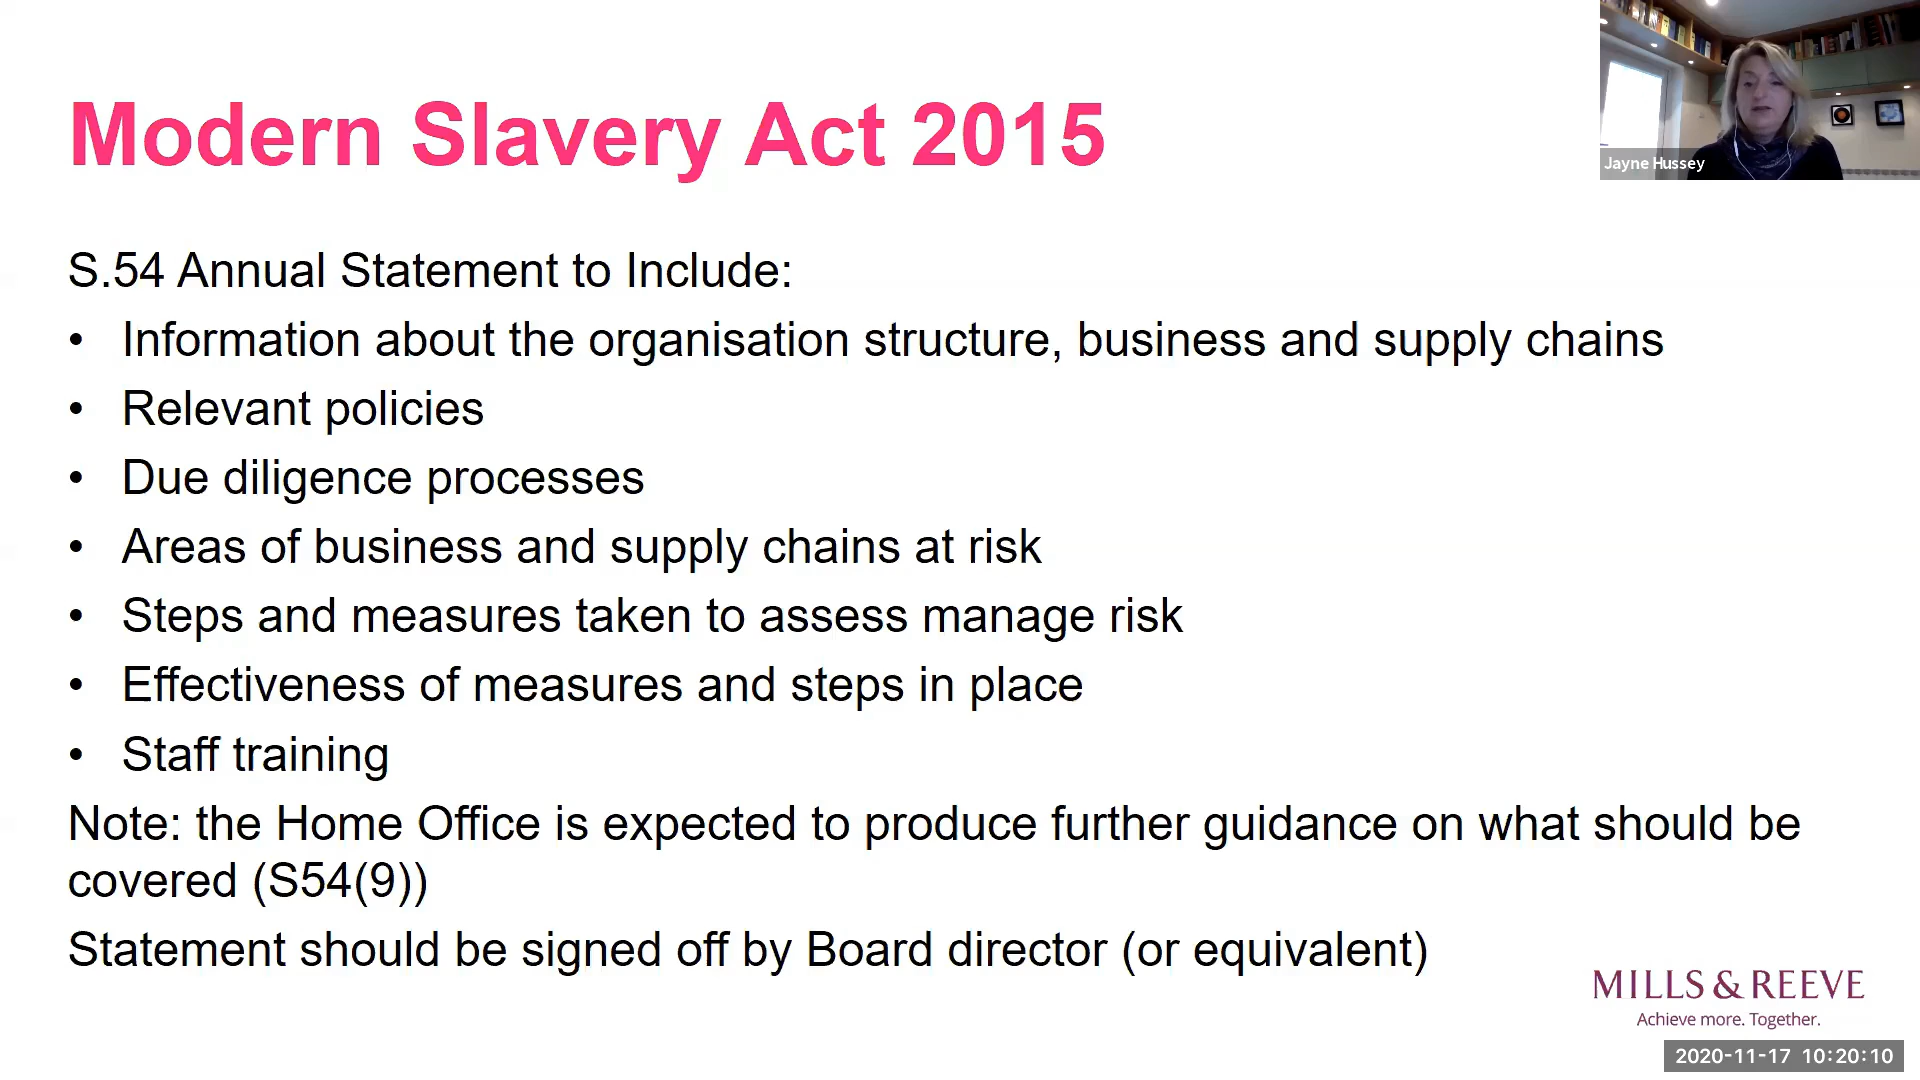 Modern Slavery Act 2015
Jayne Hussey
S.54 Annual Statement to Include:
• Information about the organisation structure, business and supply chains
• Relevant policies
• Due diligence processes
• Areas of business and supply chains at risk
• Steps and measures taken to assess manage risk
• Effectiveness of measures and steps in place
• Staff training
Note: the Home Office is expected to produce further guidance on what should be
covered (S54(9))
Statement should be signed off by Board director (or equivalent)
MILLS & REEVE
Achieve more. Together.
2020-11-17 10:20:10